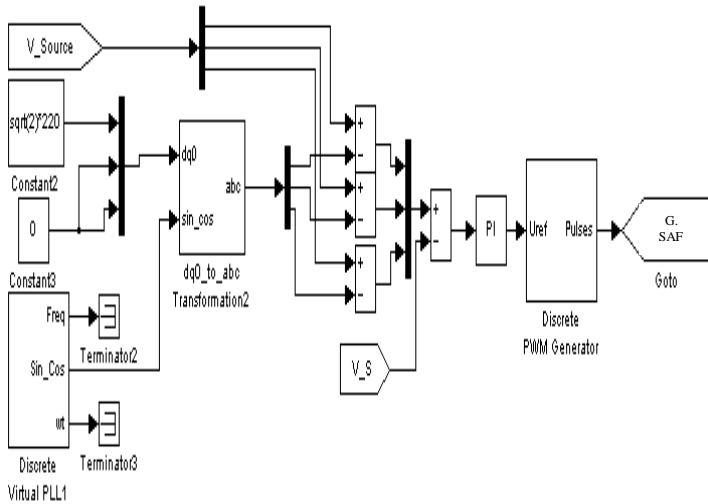 V_Source
sqrt(2)*220
Constant2
0
Constant3
dq0
abc
sin_cos
dq0_to_abc
Transformation2
Freq
Terminator2
Sin_Cos
wt
Terminator3
Discrete
Virtual PLL1
+
−
+
−
+
−
+
−
V_S
PI
Uref
Pulses
Discrete
PWM Generator
G.
SAF
Goto